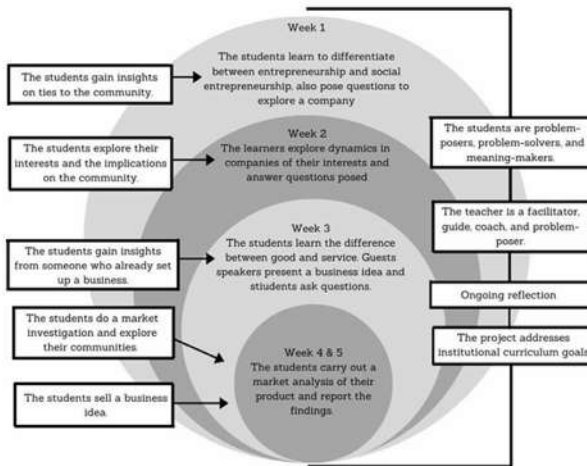 Week 1
The students learn to differentiate
between entrepreneurship and social
entrepreneurship, also pose questions to
explore a company
The students gain insights
on ties to the community.
Week 2
The learners explore dynamics in
companies of their interests and
answer questions posed
The students explore their
interests and the implications
on the community.
Week 3
The students learn the difference
between good and service. Guests
speakers present a business idea and
stiudents ask questions.
The students gain insights
from someone who already set
up a business.
Week 4 & 5
The students carry out a
market analysis of their
product and report the
findings.
The students do a market
investigation and explore
their communities.
The students sell a business
idea.
The students are problem-
posers, problem-solvers, and
meaning-makers.
The teacher is a facilitator,
guide, coach, and problem-
poser.
Ongoing reflection
The project addresses
institutional curriculum goals